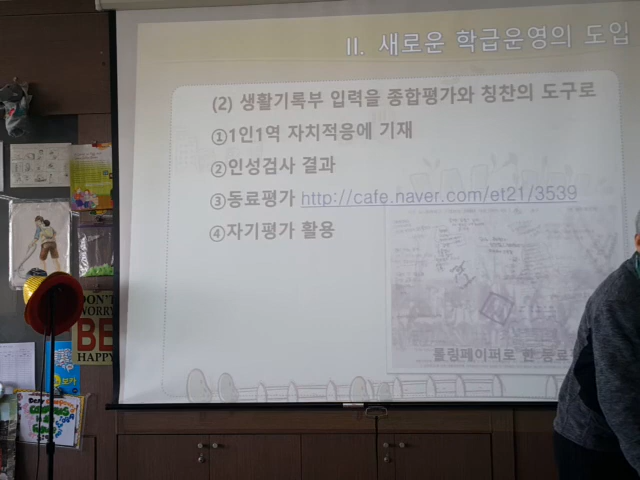 II. 새로운 학급운영의 도입
(2) 생활기록부 입력을 종합평가와 칭찬의 도구로
①1인1역 자치적응에 기재
②인성검사 결과
③동료평가 http://cafe.naver.com/et21/3539
④자기평가 활용
롤링페이퍼로 한 동료
DON'T
WORRY
BE
HAPPY